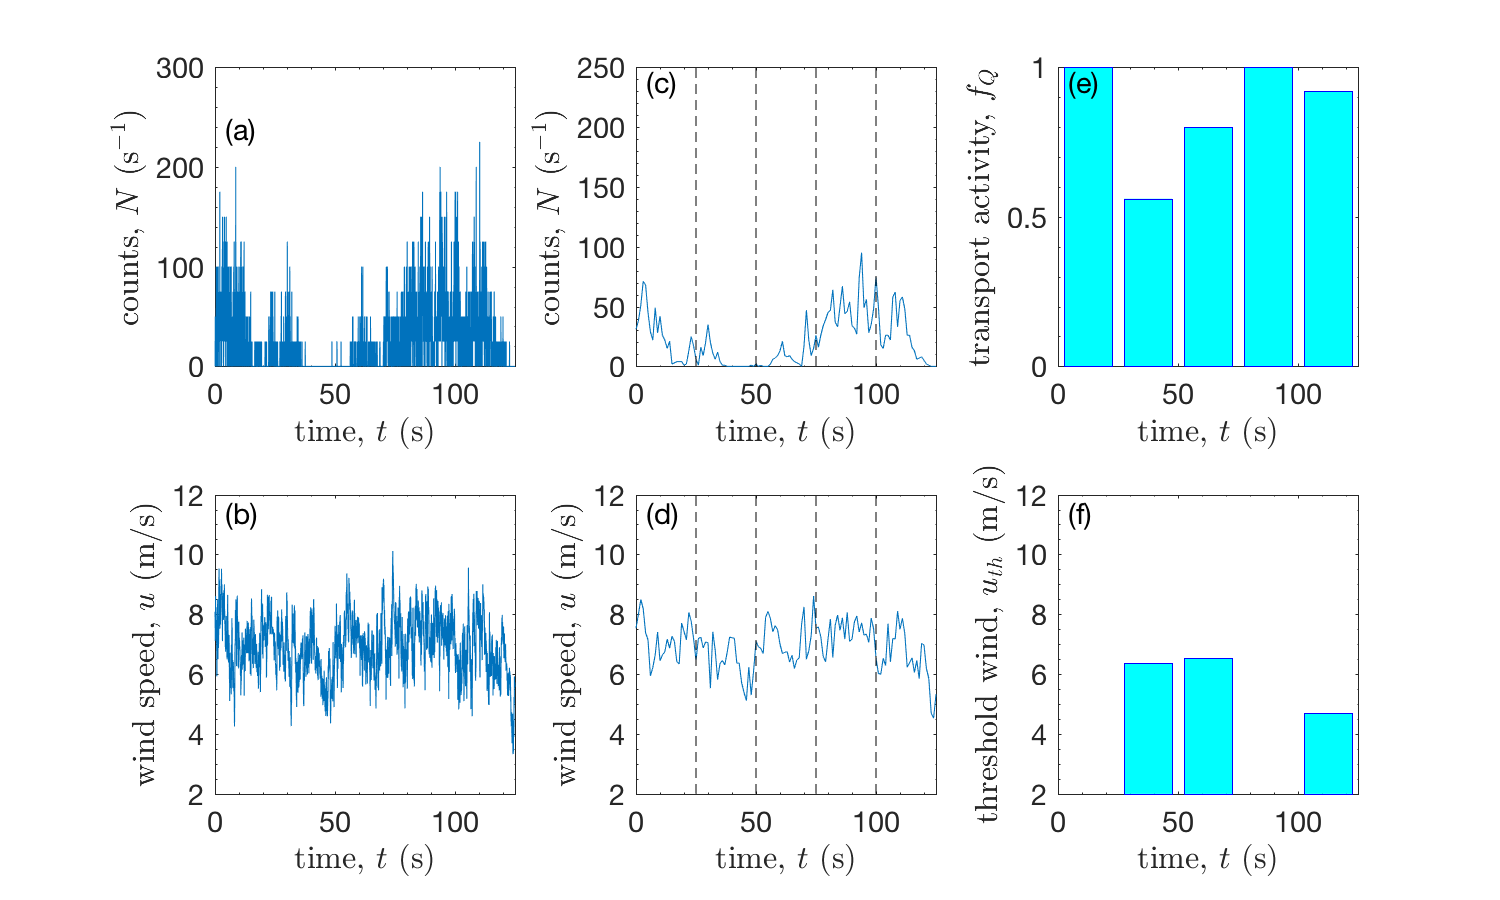 (a)
counts, N (s⁻¹)
300
200
100
0
0 50 100
time, t (s)
(c)
counts, N (s⁻¹)
250
200
150
100
50
0
0 50 100
time, t (s)
(e)
transport activity, f_Q
1
0.5
0
0 50 100
time, t (s)
(b)
wind speed, u (m/s)
12
10
8
6
4
2
0 50 100
time, t (s)
(d)
wind speed, u (m/s)
12
10
8
6
4
2
0 50 100
time, t (s)
(f)
threshold wind, u_th (m/s)
12
10
8
6
4
2
0 50 100
time, t (s)